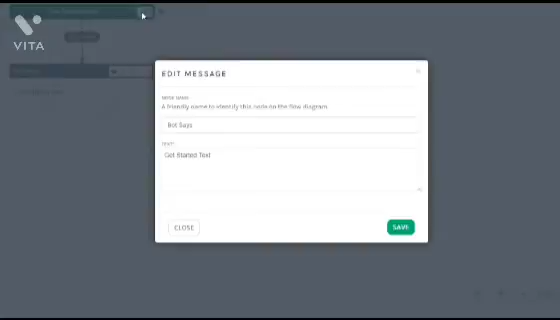 VITA
EDIT MESSAGE
×
NODE NAME
A friendly name to identify this node on the flow diagram
Bot Says
TEXT
Get Started Text
CLOSE
SAVE